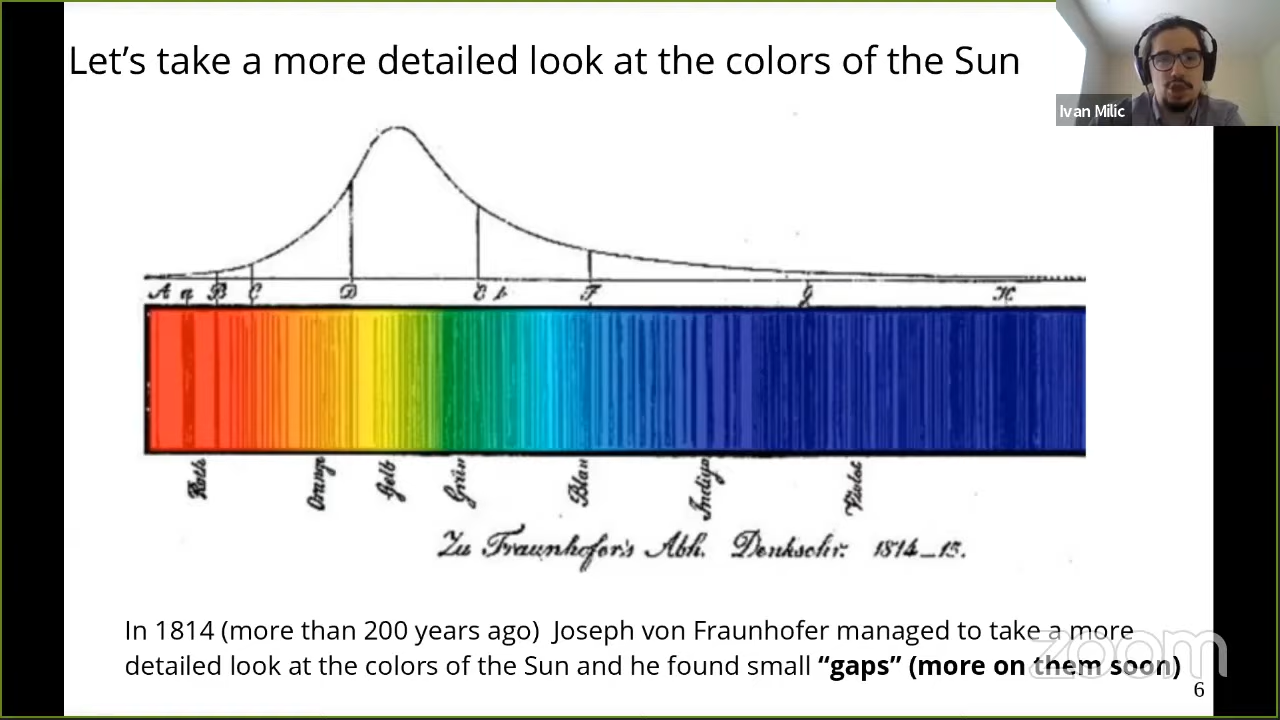 Let's take a more detailed look at the colors of the Sun
Ivan Milic
A a B C D E b F G H
Roth Orange Gelb Grün Blau Indigo Violet
Zu Fraunhofer's Abh. Denkschr. 1814_15.
In 1814 (more than 200 years ago) Joseph von Fraunhofer managed to take a more
detailed look at the colors of the Sun and he found small “gaps” (more on them soon)
zoom
6